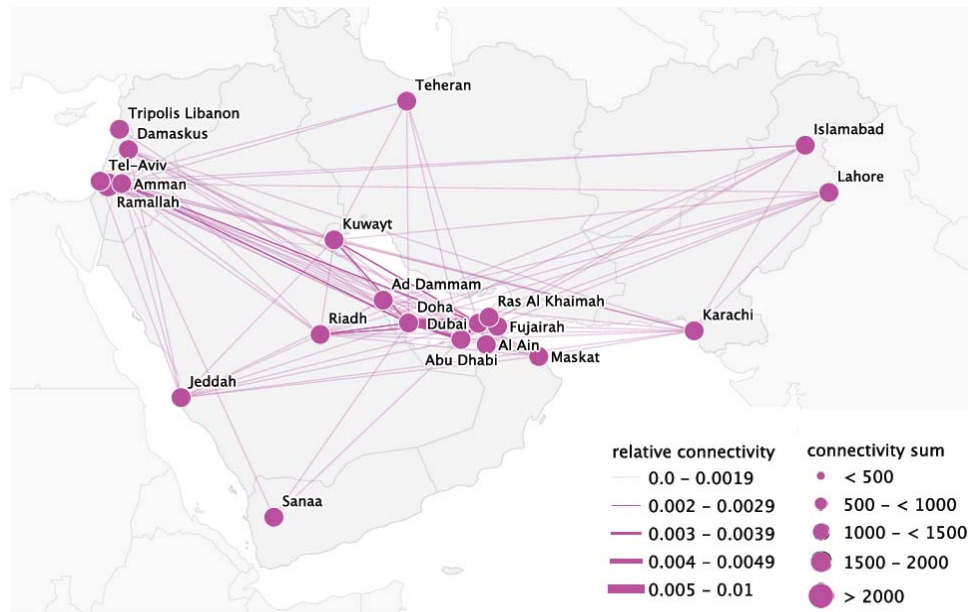 Teheran
Tripolis Libanon
Damaskus
Islamabad
Tel-Aviv
Amman
Lahore
Ramallah
Kuwayt
Ad Dammam
Ras Al Khaimah
Doha
Karachi
Riadh
Dubai
Fujairah
Al Ain
Abu Dhabi
Maskat
Jeddah
Sanaa
relative connectivity
0.0 - 0.0019
0.002 - 0.0029
0.003 - 0.0039
0.004 - 0.0049
0.005 - 0.01
connectivity sum
< 500
500 - < 1000
1000 - < 1500
1500 - 2000
> 2000